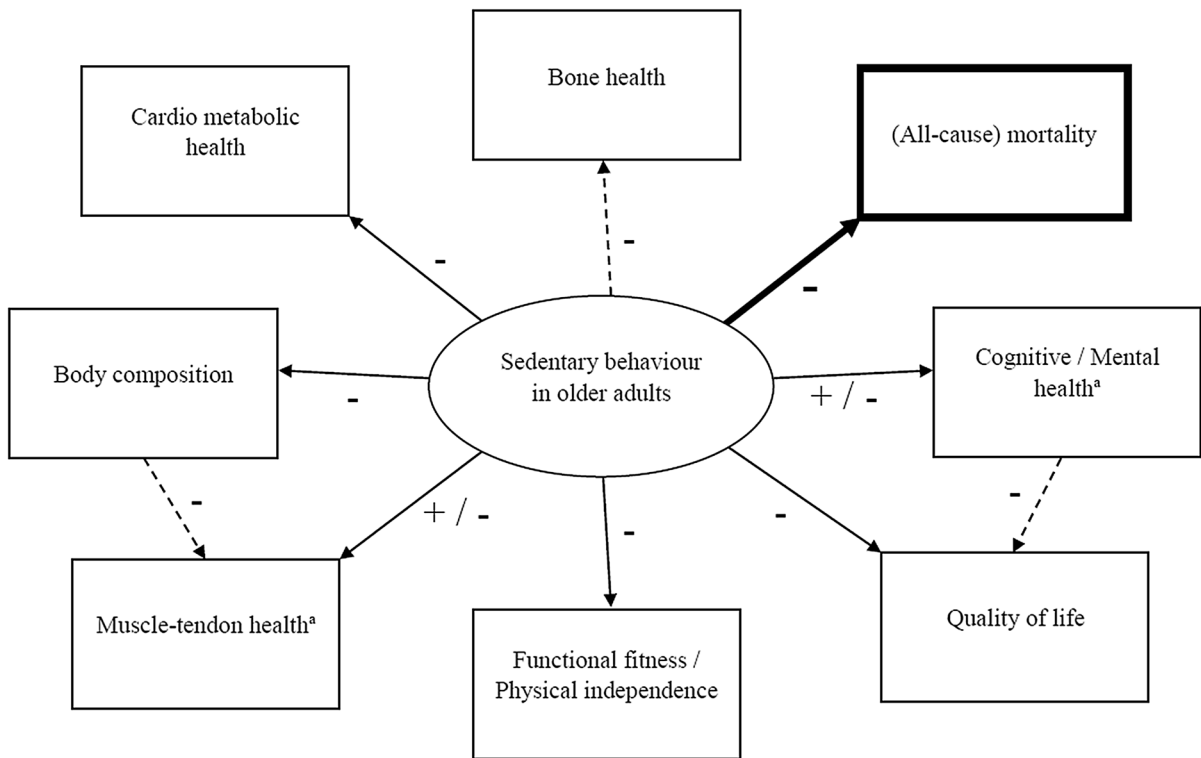 Bone health
Cardio metabolic
health
(All-cause) mortality
-
-
-
Sedentary behaviour
in older adults
Body composition
-
Cognitive / Mental
healthª
+ / -
-
+ / -
-
-
-
Muscle-tendon healthª
Functional fitness /
Physical independence
Quality of life